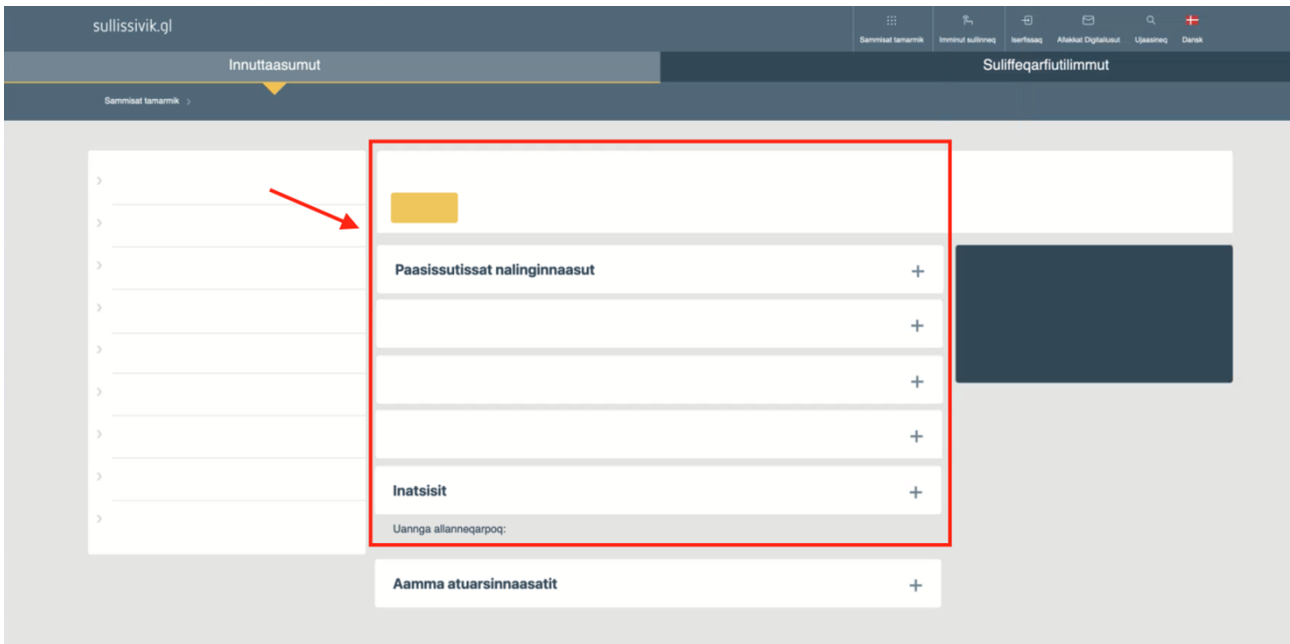 sullissivik.gl
Sammisat tamarmik
Imminut sullinneq
Iserfissaq
Allakkat Digitaliusut
Ujaasineq
Dansk
Innuttaasumut
Suliffeqarfiutilimmut
Sammisat tamarmik
Paasissutissat nalinginnaasut
Inatsisit
Uannga allanneqarpoq:
Aamma atuarsinnaasatit